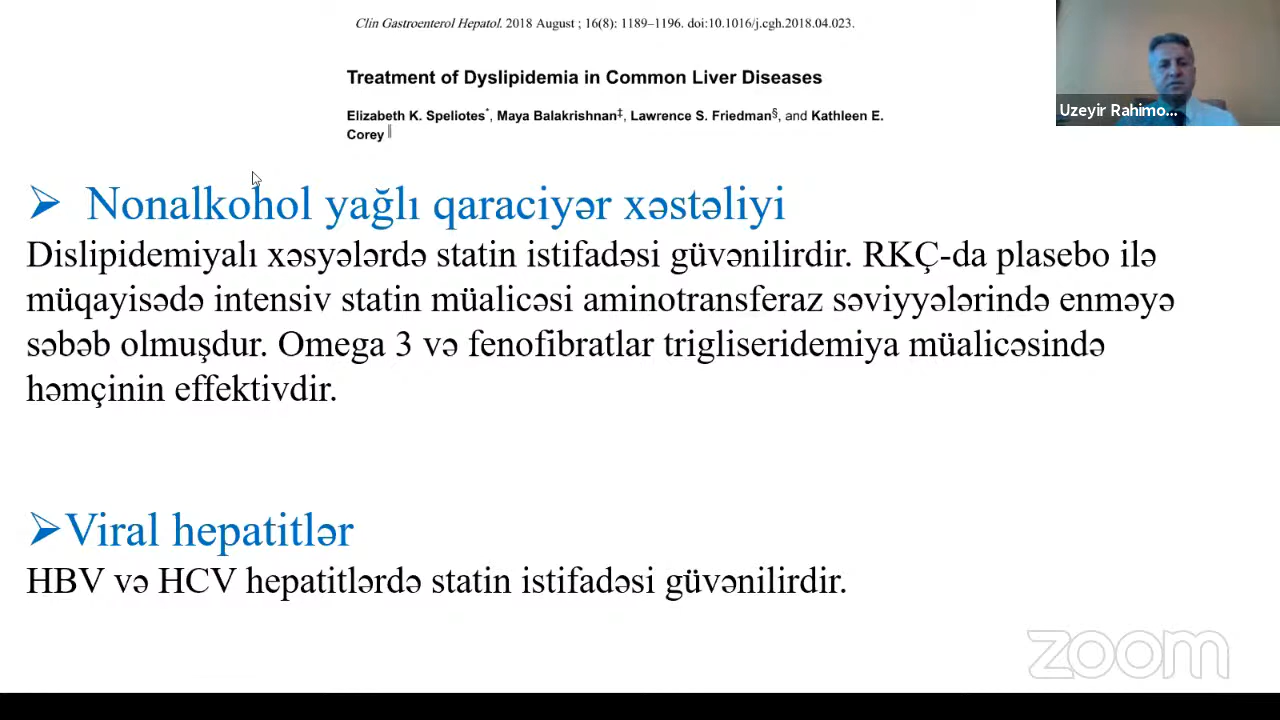 Clin Gastroenterol Hepatol. 2018 August ; 16(8): 1189–1196. doi:10.1016/j.cgh.2018.04.023.
Treatment of Dyslipidemia in Common Liver Diseases
Elizabeth K. Speliotes*, Maya Balakrishnan‡, Lawrence S. Friedman§, and Kathleen E.
Corey‖
Uzeyir Rahimo...
➢ Nonalkohol yağlı qaraciyər xəstəliyi
Dislipidemiyalı xəsyələrdə statin istifadəsi güvənilirdir. RKÇ-da plasebo ilə
müqayisədə intensiv statin müalicəsi aminotransferaz səviyyələrində enməyə
səbəb olmuşdur. Omega 3 və fenofibratlar trigliseridemiya müalicəsində
həmçinin effektivdir.
➢Viral hepatitlər
HBV və HCV hepatitlərdə statin istifadəsi güvənilirdir.
zoom